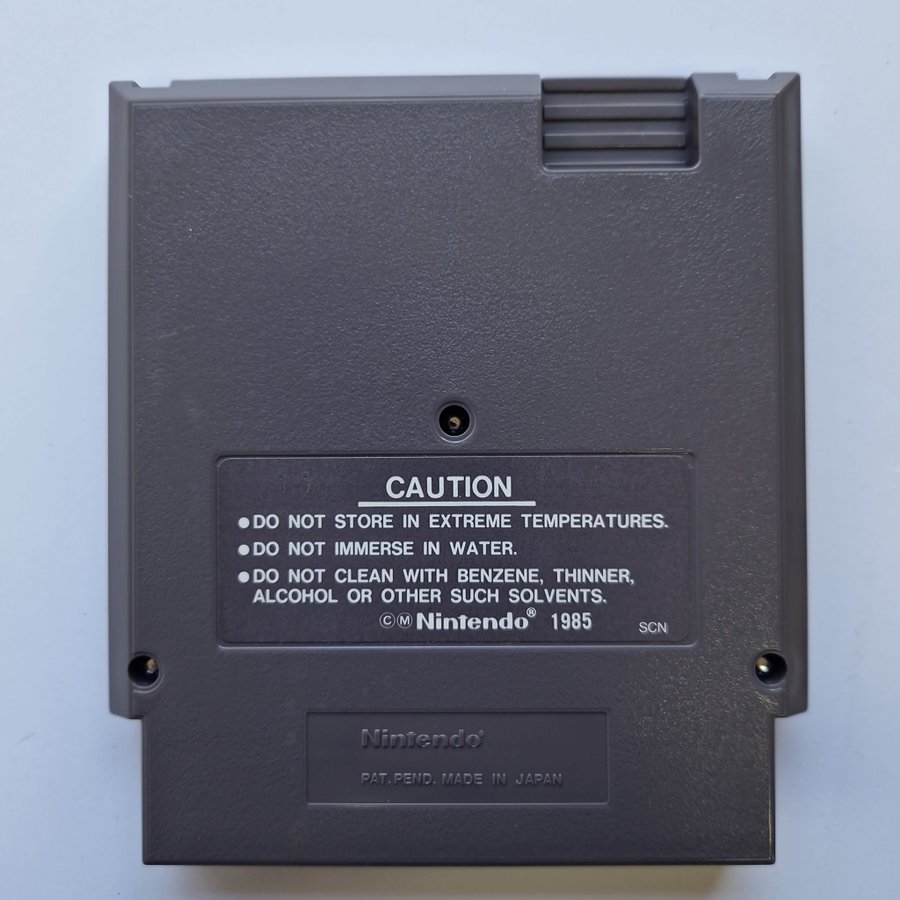 CAUTION
●DO NOT STORE IN EXTREME TEMPERATURES.
●DO NOT IMMERSE IN WATER.
●DO NOT CLEAN WITH BENZENE, THINNER,
ALCOHOL OR OTHER SUCH SOLVENTS.
ⒸⓂNintendo® 1985 SCN
Nintendo®
PAT. PEND. MADE IN JAPAN